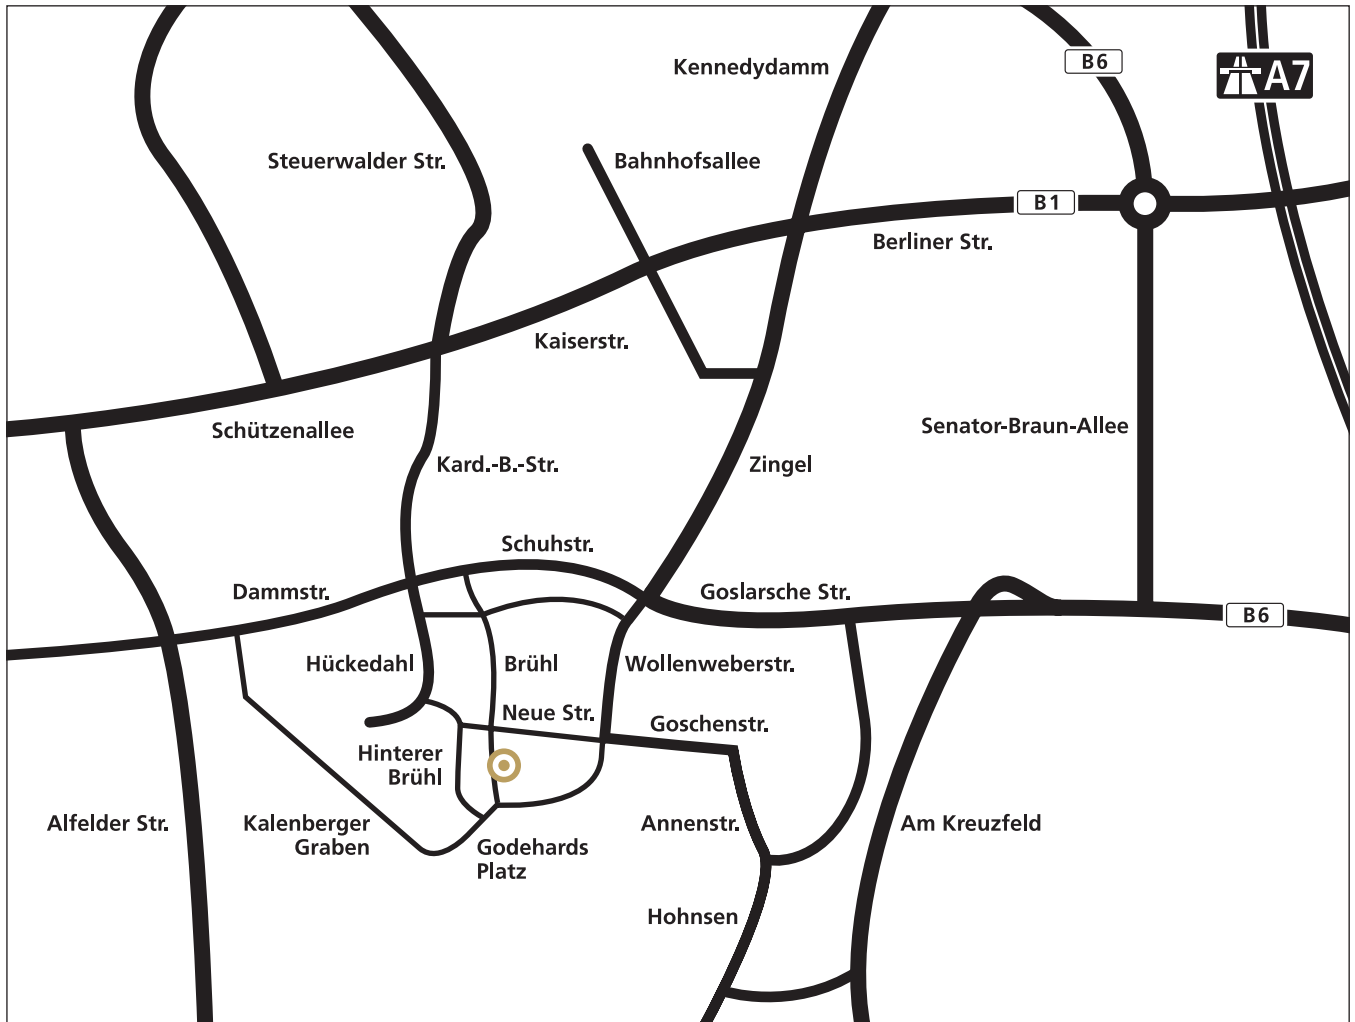 Kennedydamm
B6
A7
Steuerwalder Str.
Bahnhofsallee
B1
Berliner Str.
Kaiserstr.
Schützenallee
Senator-Braun-Allee
Kard.-B.-Str.
Zingel
Schuhstr.
Dammstr.
Goslarsche Str.
B6
Hückedahl
Brühl
Wollenweberstr.
Neue Str.
Goschenstr.
Hinterer
Brühl
Alfelder Str.
Kalenberger
Graben
Godehards
Platz
Annenstr.
Am Kreuzfeld
Hohnsen